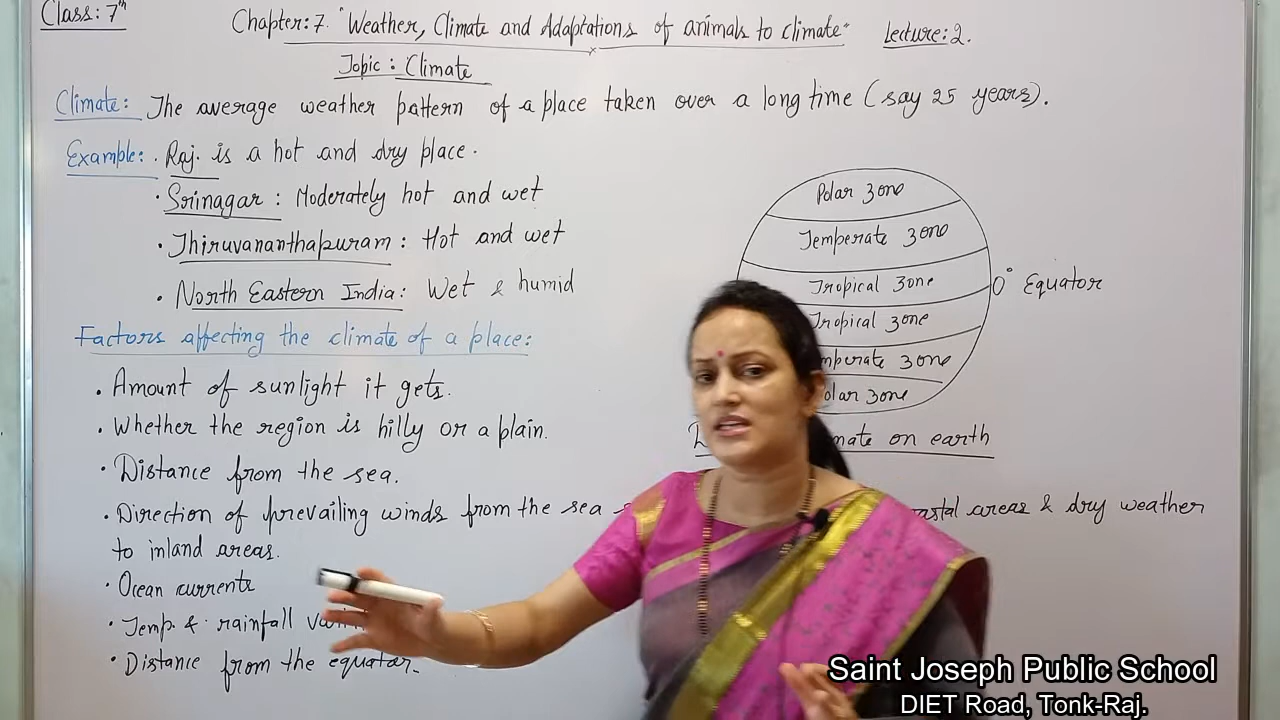 Class: 7th
Chapter: 7. "Weather, Climate and Adaptations of animals to climate"
Lecture: 2.
Topic : Climate
Climate: The average weather pattern of a place taken over a long time (say 25 years).
Example: . Raj. is a hot and dry place.
. Srinagar : Moderately hot and wet
. Thiruvananthapuram : Hot and wet
. North Eastern India : Wet & humid
Polar zone
Temperate zone
Tropical zone
0° Equator
Tropical zone
zone
zone
on earth
Factors affecting the climate of a place:
. Amount of sunlight it gets.
. Whether the region is hilly or a plain.
. Distance from the sea.
. Direction of prevailing winds from the sea areas & dry weather
to inland areas.
. Ocean currents
. Temp. & rainfall
. Distance from the equator.
Saint Joseph Public School
DIET Road, Tonk-Raj.